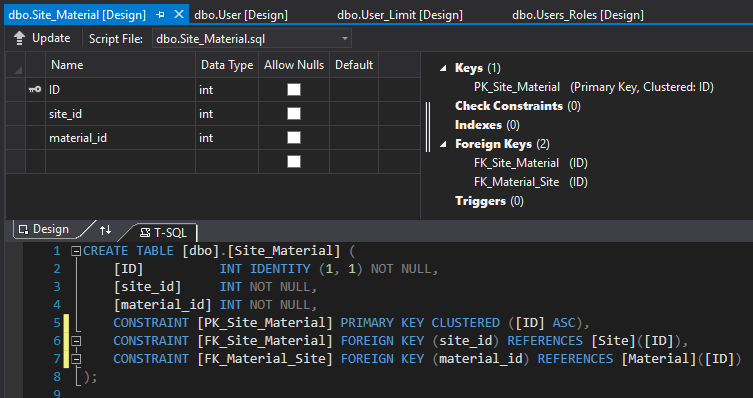 dbo.Site_Material [Design] dbo.User [Design] dbo.User_Limit [Design] dbo.Users_Roles [Design]
Update Script File: dbo.Site_Material.sql
Name Data Type Allow Nulls Default
ID int
site_id int
material_id int
Keys (1)
PK_Site_Material (Primary Key, Clustered: ID)
Check Constraints (0)
Indexes (0)
Foreign Keys (2)
FK_Site_Material (ID)
FK_Material_Site (ID)
Triggers (0)
Design T-SQL
1 CREATE TABLE [dbo].[Site_Material] (
2 [ID] INT IDENTITY (1, 1) NOT NULL,
3 [site_id] INT NOT NULL,
4 [material_id] INT NOT NULL,
5 CONSTRAINT [PK_Site_Material] PRIMARY KEY CLUSTERED ([ID] ASC),
6 CONSTRAINT [FK_Site_Material] FOREIGN KEY (site_id) REFERENCES [Site]([ID]),
7 CONSTRAINT [FK_Material_Site] FOREIGN KEY (material_id) REFERENCES [Material]([ID])
8 );
9